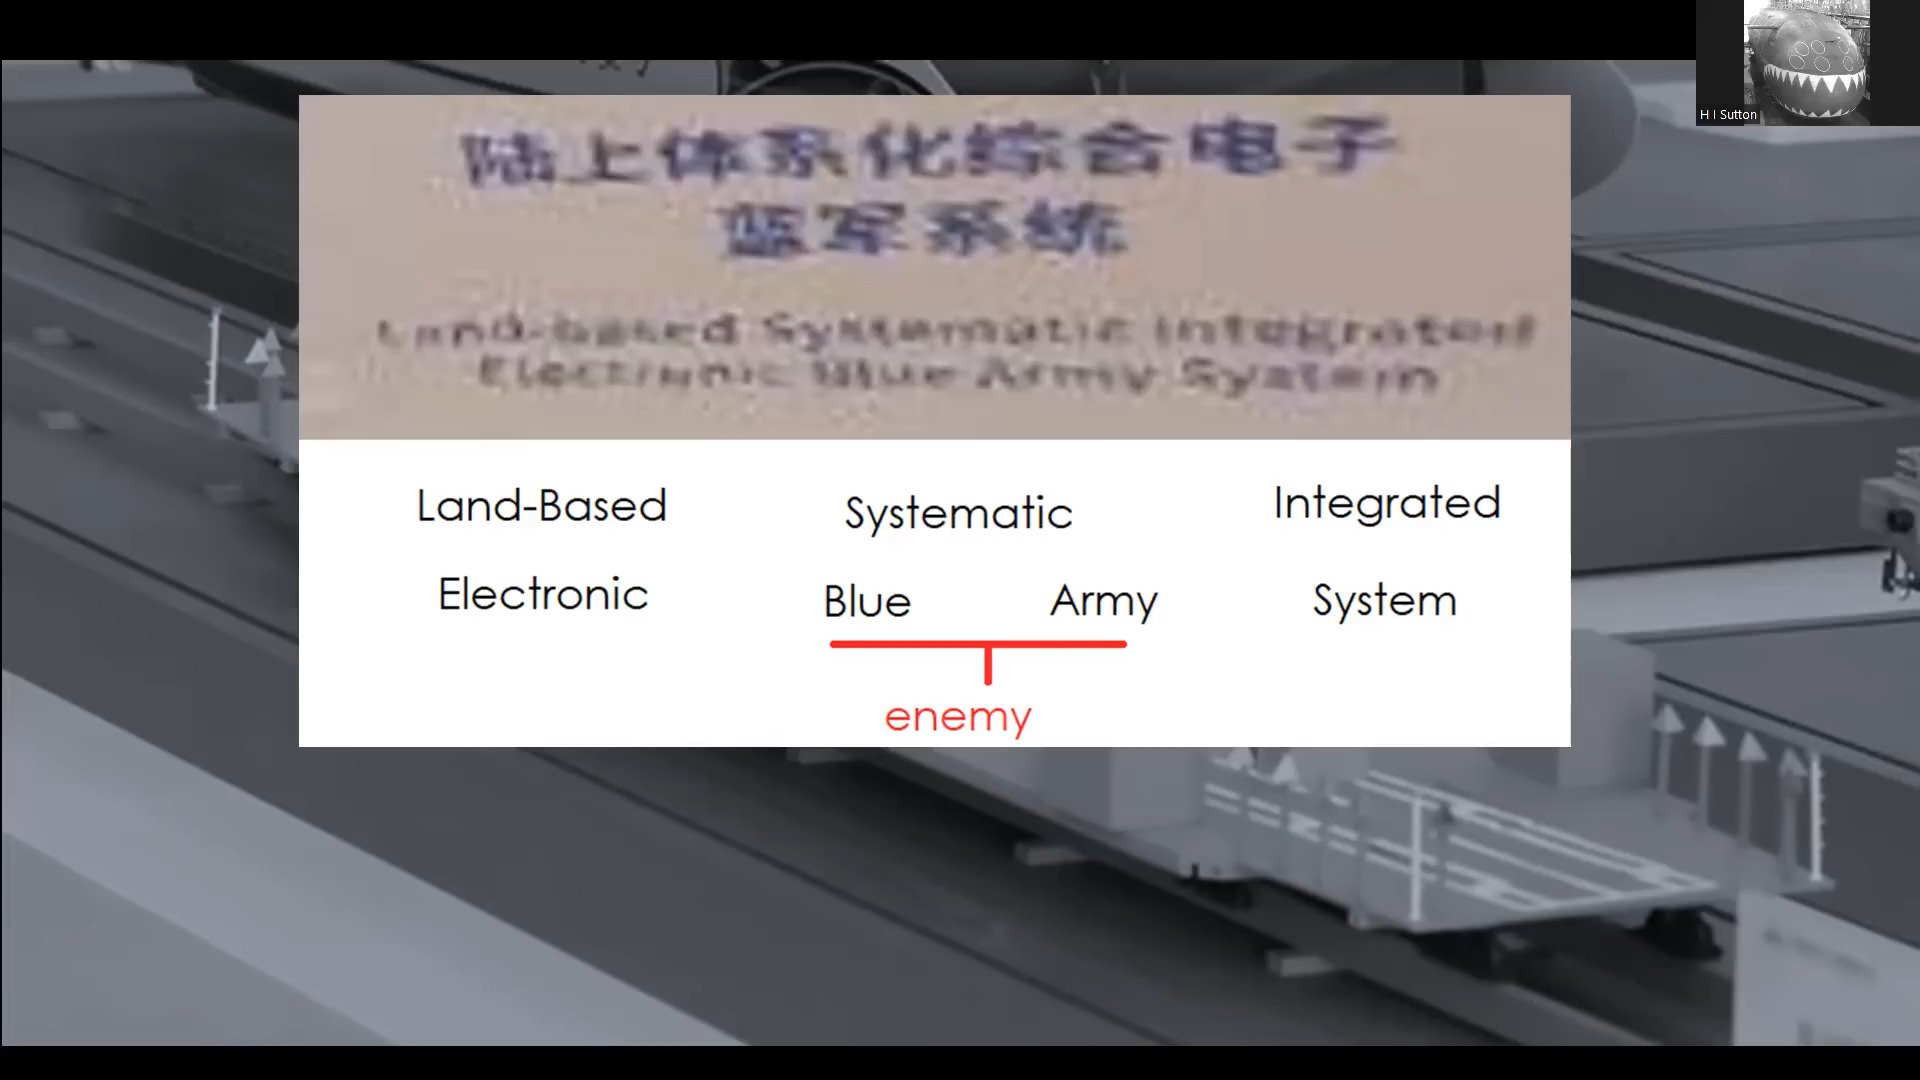 H I Sutton
陆上体系化综合电子
蓝军系统
Land-based Systematic Integrated
Electronic Blue Army System
Land-Based Systematic Integrated
Electronic Blue Army System
enemy